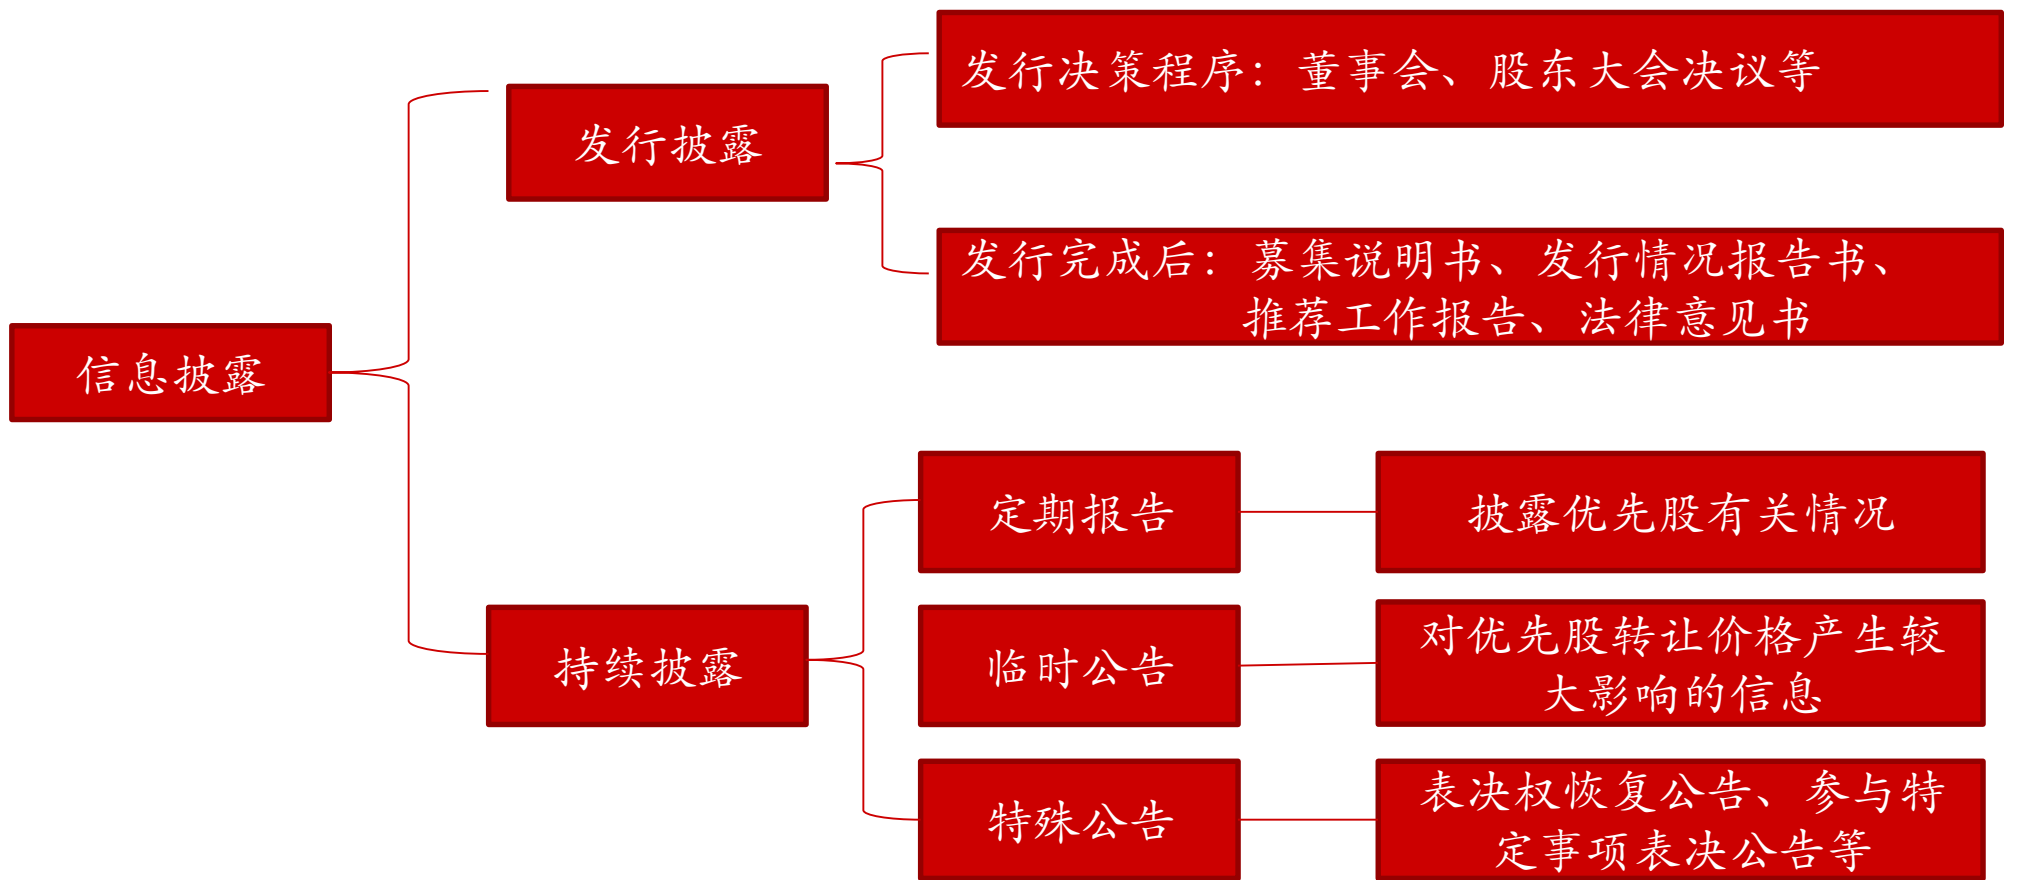 发行决策程序：董事会、股东大会决议等
发行披露
发行完成后：募集说明书、发行情况报告书、
推荐工作报告、法律意见书
信息披露
定期报告
披露优先股有关情况
持续披露
临时公告
对优先股转让价格产生较
大影响的信息
特殊公告
表决权恢复公告、参与特
定事项表决公告等